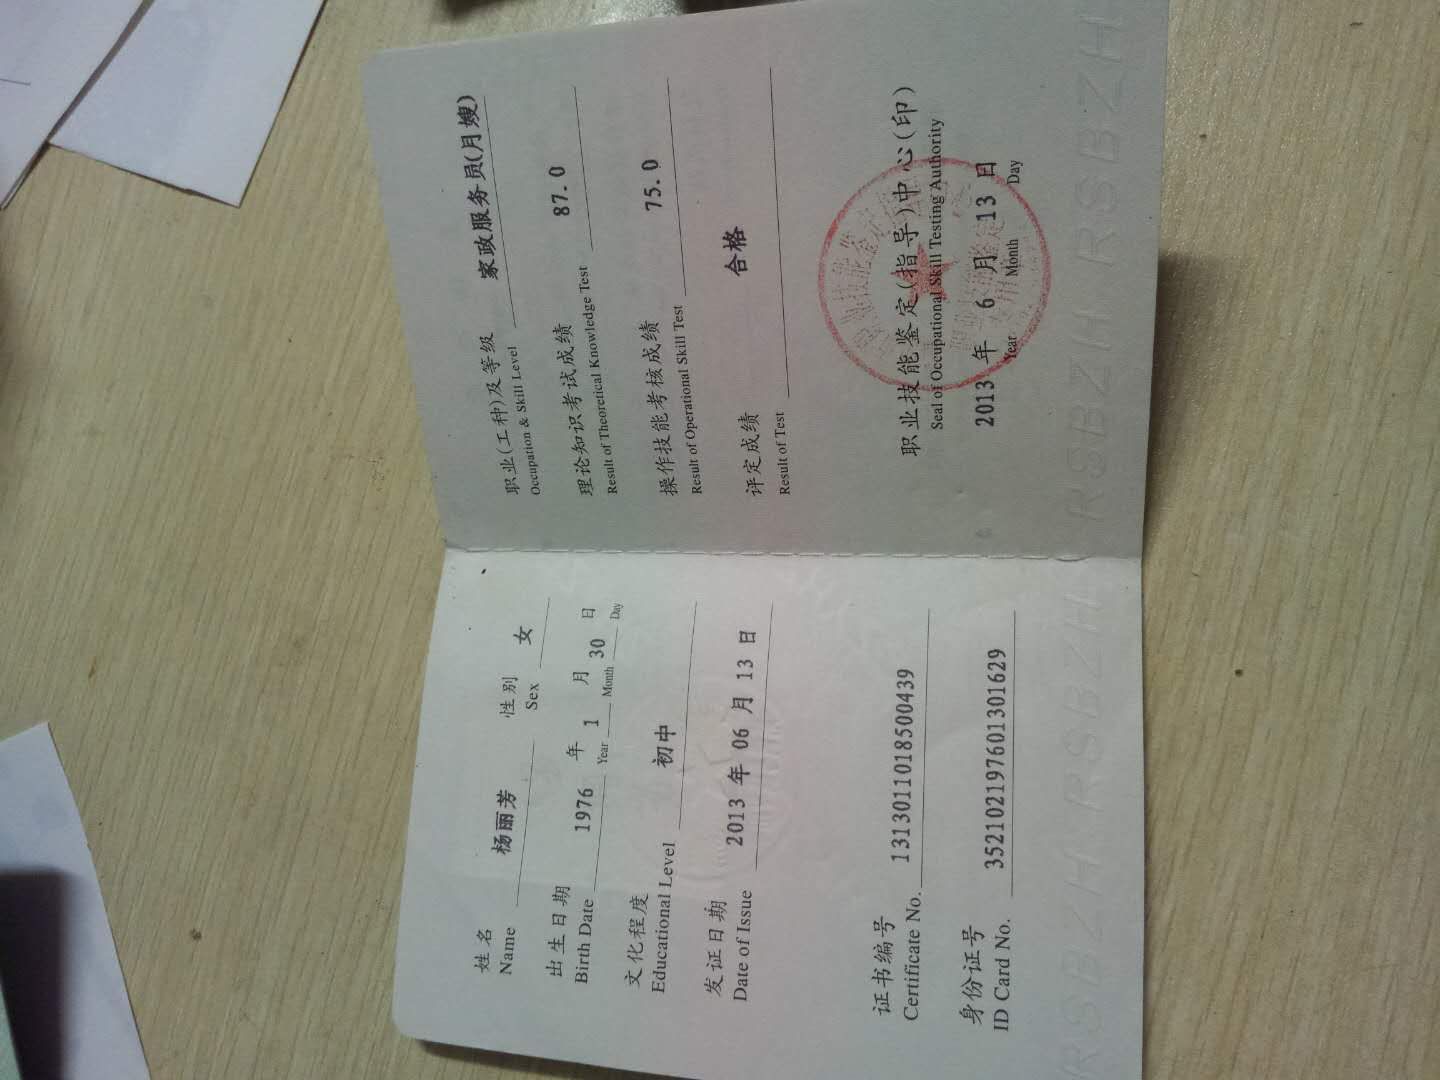 姓名 杨丽芳 性别 女
Name Sex
出生日期 1976 年 1 月 30 日
Birth Date Year Month Day
文化程度 初中
Educational Level
发证日期 2013 年 06 月 13 日
Date of Issue
证书编号 1313011018500439
Certificate No.
身份证号 352102197601301629
ID Card No.
职业(工种)及等级 家政服务员(月嫂)
Occupation & Skill Level
理论知识考试成绩 87.0
Result of Theoretical Knowledge Test
操作技能考核成绩 75.0
Result of Operational Skill Test
评定成绩 合格
Result of Test
职业技能鉴定(指导)中心(印)
Seal of Occupational Skill Testing Authority
2013 年 6 月 13 日
Year Month Day
RSBZH RSBZH RSBZH RSBZH